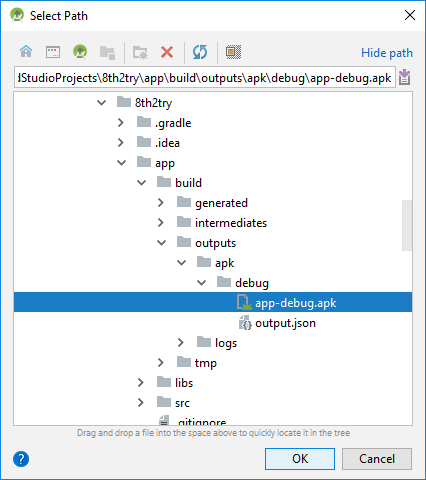 Select Path
Hide path
dStudioProjects\8th2try\app\build\outputs\apk\debug\app-debug.apk
8th2try
.gradle
.idea
app
build
generated
intermediates
outputs
apk
debug
app-debug.apk
output.json
logs
tmp
libs
src
.gitignore
Drag and drop a file into the space above to quickly locate it in the tree
? OK Cancel